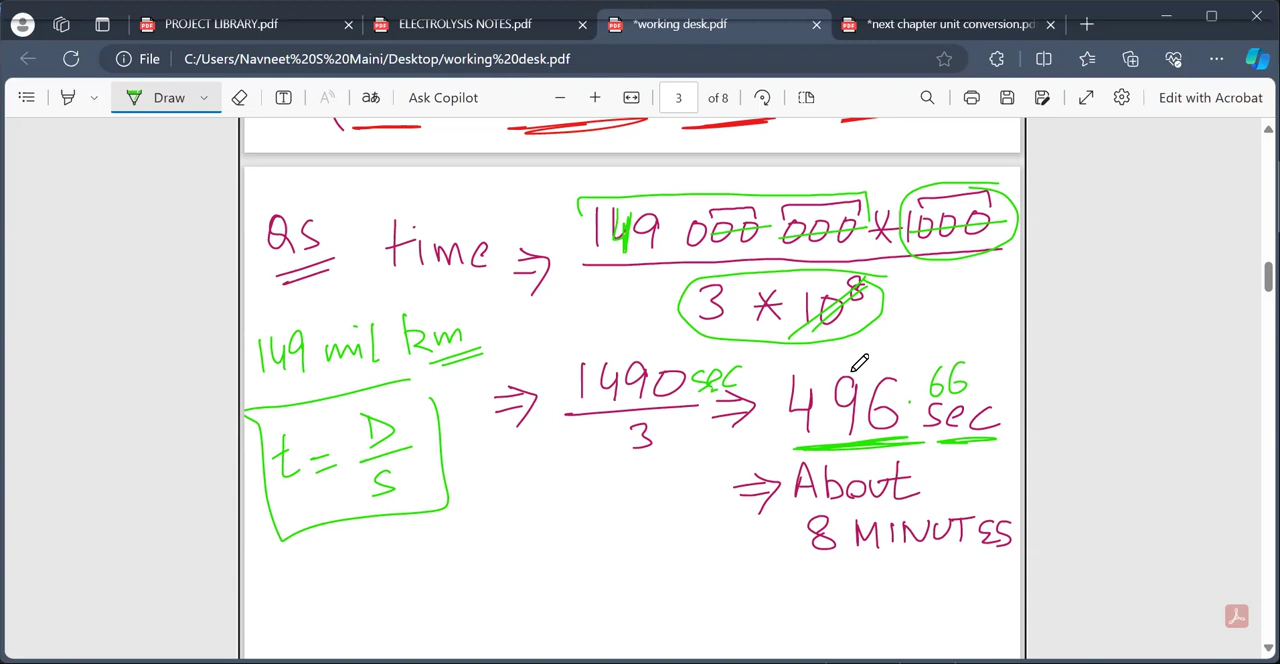 PROJECT LIBRARY.pdf
ELECTROLYSIS NOTES.pdf
*working desk.pdf
*next chapter unit conversion.pd
File
C:/Users/Navneet%20S%20Maini/Desktop/working%20desk.pdf
Draw
aあ
Ask Copilot
3 of 8
Edit with Acrobat
QS time ⇒ 149 000 000 * 1000
3 * 10⁸
149 mil km
⇒ 1490 sec ⇒ 496.66 sec
3
t = D
S
⇒ About
8 MINUTES